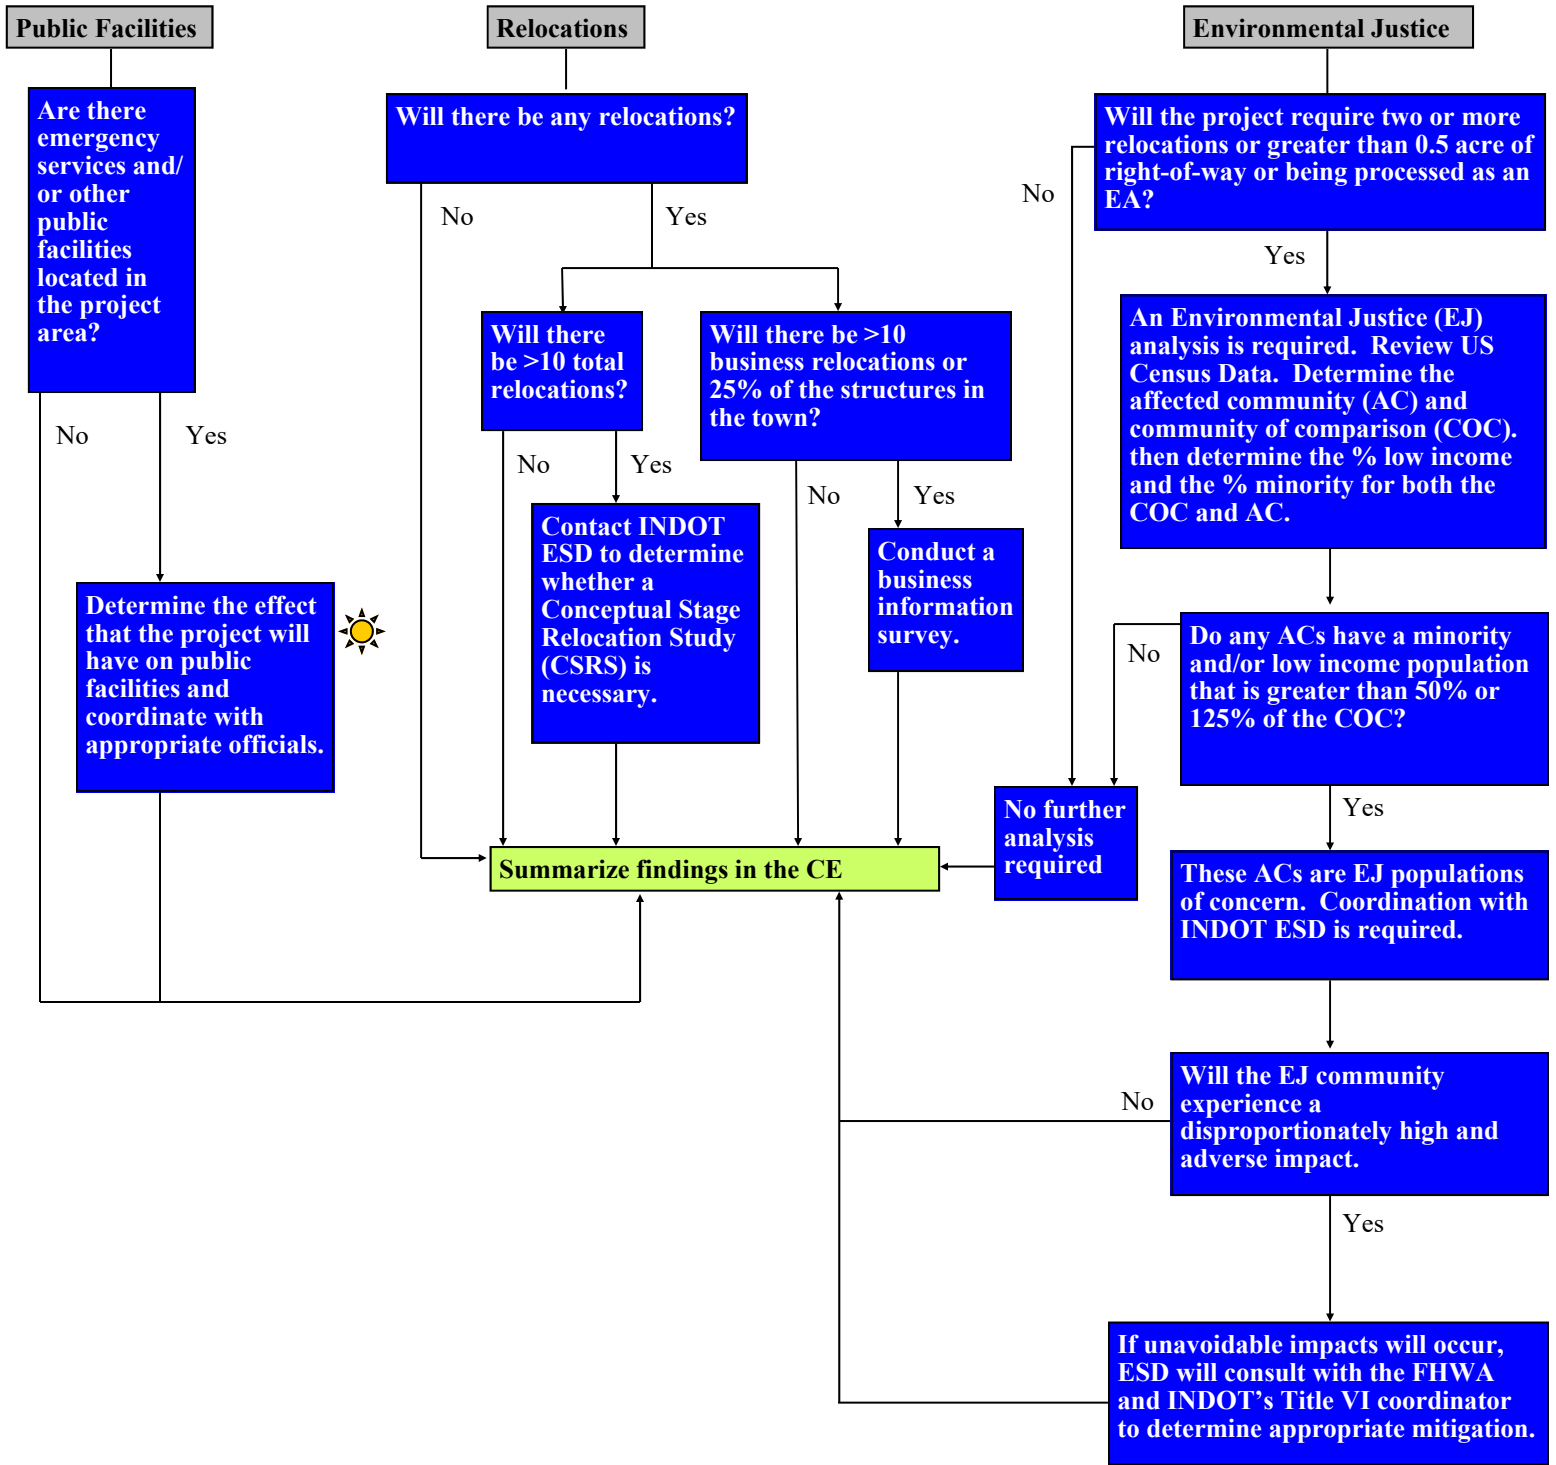 Public Facilities
Are there
emergency
services and/
or other
public
facilities
located in
the project
area?
No
Yes
Determine the effect
that the project will
have on public
facilities and
coordinate with
appropriate officials.
Relocations
Will there be any relocations?
No
Yes
Will there
be >10 total
relocations?
No
Yes
Contact INDOT
ESD to determine
whether a
Conceptual Stage
Relocation Study
(CSRS) is
necessary.
Will there be >10
business relocations or
25% of the structures in
the town?
No
Yes
Conduct a
business
information
survey.
Summarize findings in the CE
Environmental Justice
Will the project require two or more
relocations or greater than 0.5 acre of
right-of-way or being processed as an
EA?
No
Yes
An Environmental Justice (EJ)
analysis is required.  Review US
Census Data.  Determine the
affected community (AC) and
community of comparison (COC).
then determine the % low income
and the % minority for both the
COC and AC.
Do any ACs have a minority
and/or low income population
that is greater than 50% or
125% of the COC?
No
No further
analysis
required
Yes
These ACs are EJ populations
of concern.  Coordination with
INDOT ESD is required.
Will the EJ community
experience a
disproportionately high and
adverse impact.
No
Yes
If unavoidable impacts will occur,
ESD will consult with the FHWA
and INDOT’s Title VI coordinator
to determine appropriate mitigation.